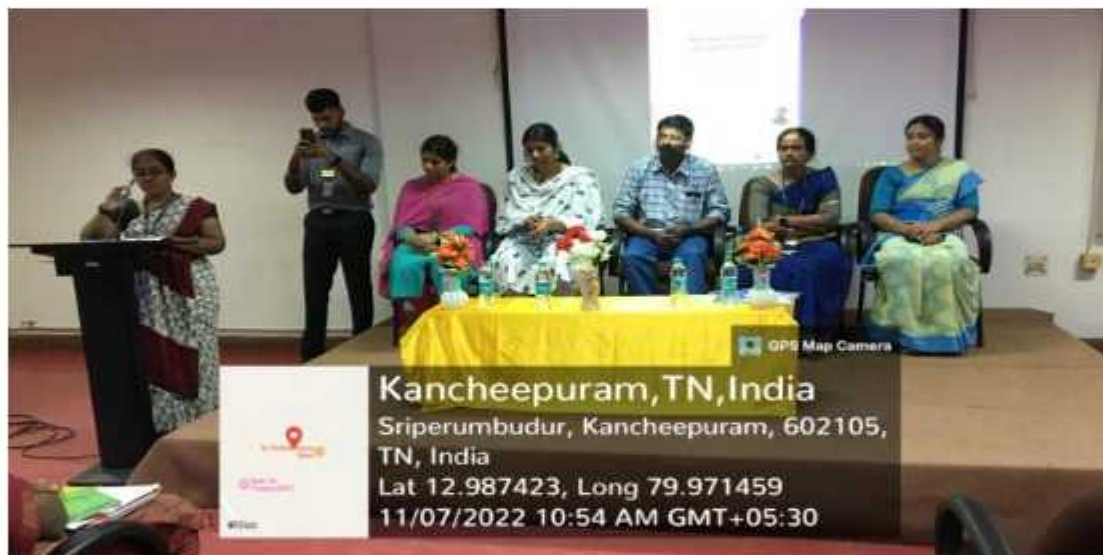 GPS Map Camera
Kancheepuram,TN,India
Sriperumbudur, Kancheepuram, 602105,
TN, India
Lat 12.987423, Long 79.971459
11/07/2022 10:54 AM GMT+05:30